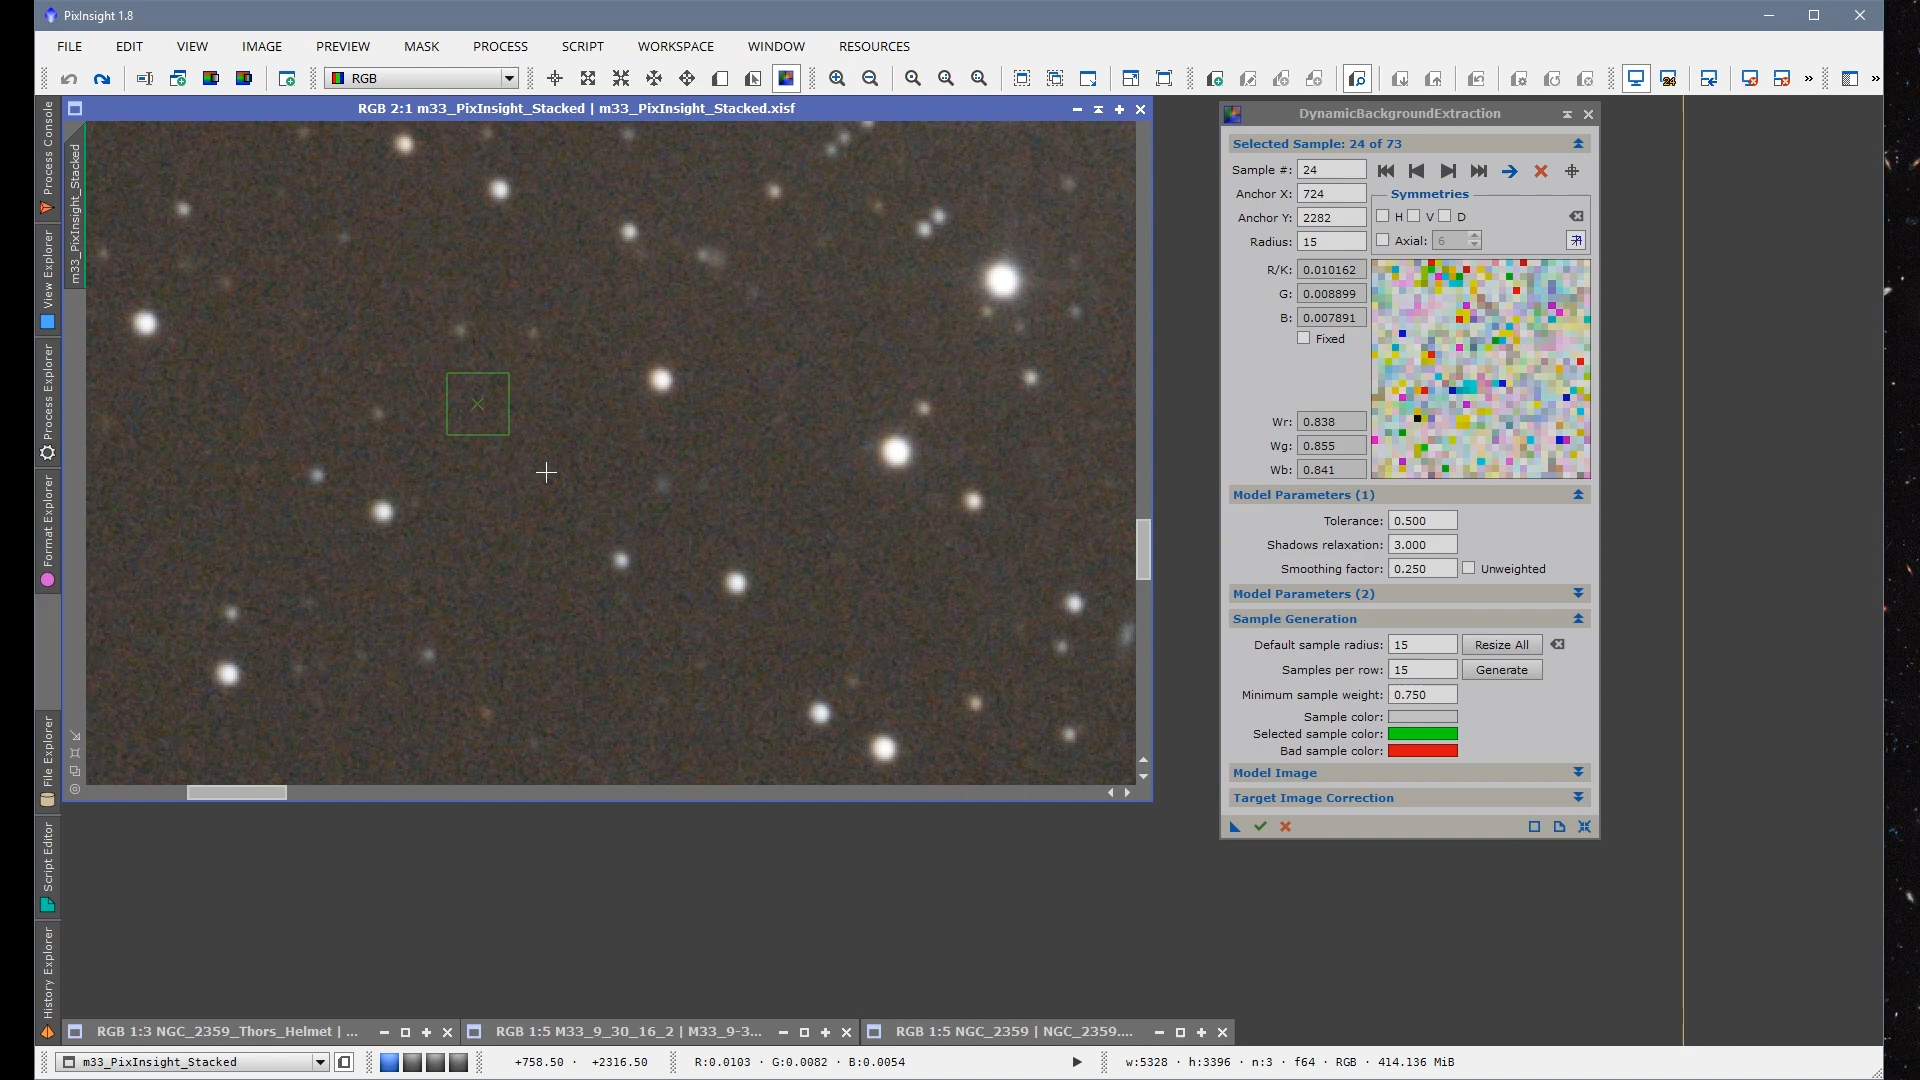 PixInsight 1.8
FILE EDIT VIEW IMAGE PREVIEW MASK PROCESS SCRIPT WORKSPACE WINDOW RESOURCES
RGB
24
»
»
Process Console
View Explorer
Process Explorer
Format Explorer
File Explorer
Script Editor
History Explorer
RGB 2:1 m33_PixInsight_Stacked | m33_PixInsight_Stacked.xisf
m33_PixInsight_Stacked
DynamicBackgroundExtraction
Selected Sample: 24 of 73
Sample #: 24
Anchor X: 724
Symmetries
Anchor Y: 2282
H V D
Radius: 15
Axial: 6
R/K: 0.010162
G: 0.008899
B: 0.007891
Fixed
Wr: 0.838
Wg: 0.855
Wb: 0.841
Model Parameters (1)
Tolerance: 0.500
Shadows relaxation: 3.000
Smoothing factor: 0.250 Unweighted
Model Parameters (2)
Sample Generation
Default sample radius: 15 Resize All
Samples per row: 15 Generate
Minimum sample weight: 0.750
Sample color:
Selected sample color:
Bad sample color:
Model Image
Target Image Correction
RGB 1:3 NGC_2359_Thors_Helmet | ...
RGB 1:5 M33_9_30_16_2 | M33_9-3...
RGB 1:5 NGC_2359 | NGC_2359....
m33_PixInsight_Stacked
+758.50 · +2316.50
R:0.0103 · G:0.0082 · B:0.0054
w:5328 · h:3396 · n:3 · f64 · RGB · 414.136 MiB